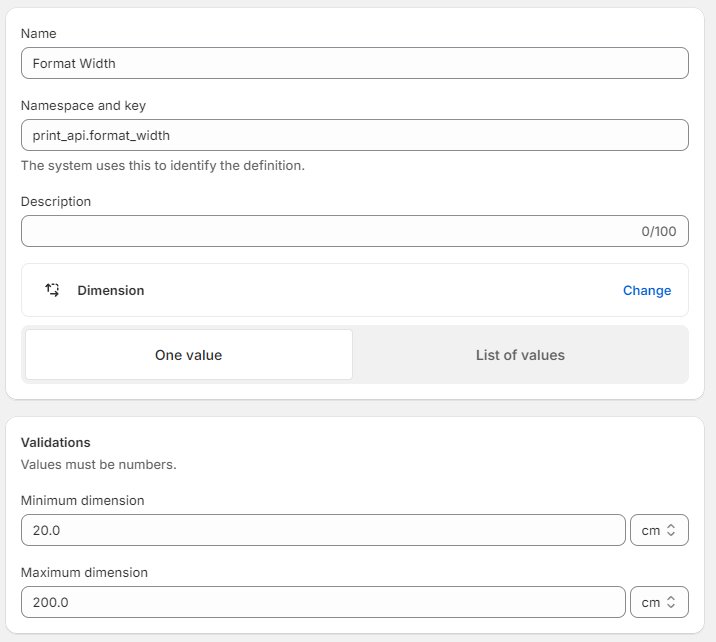 Name
Format Width
Namespace and key
print_api.format_width
The system uses this to identify the definition.
Description
0/100
Dimension Change
One value List of values
Validations
Values must be numbers.
Minimum dimension
20.0 cm
Maximum dimension
200.0 cm